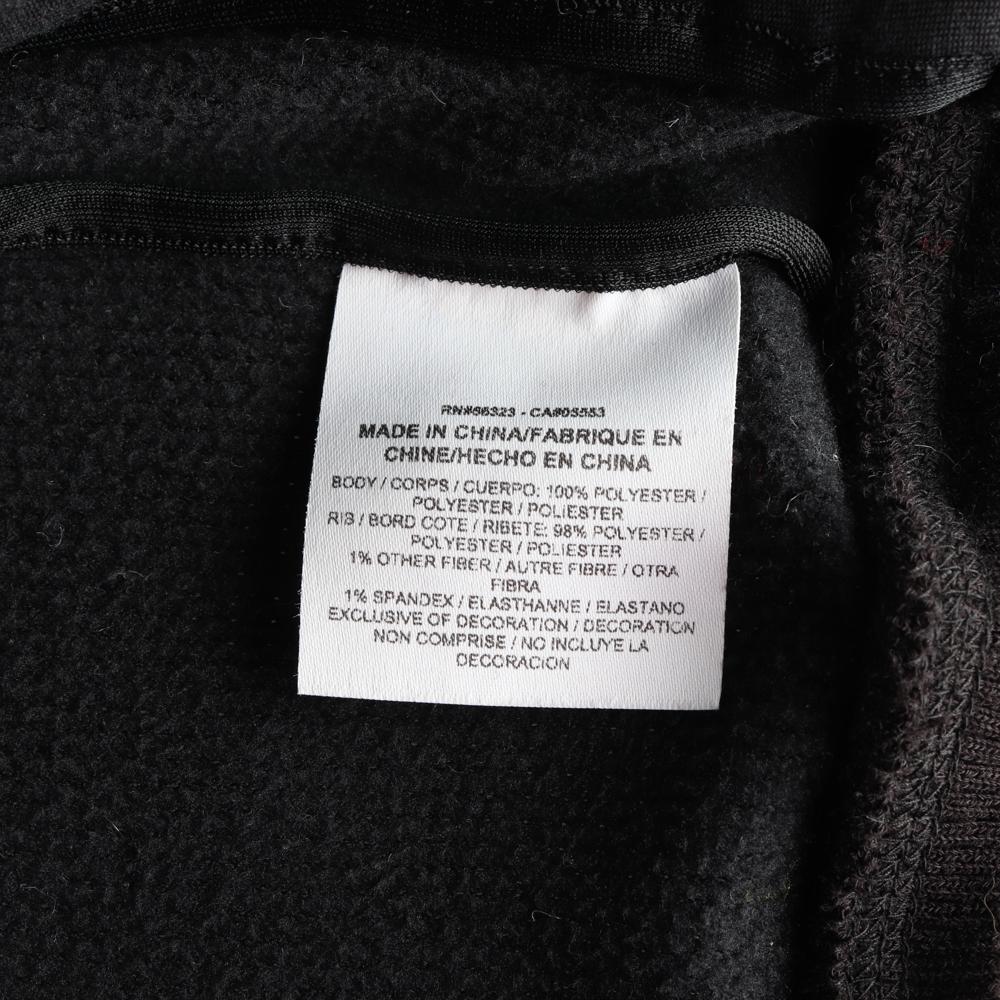 RN#56323 - CA#05553
MADE IN CHINA/FABRIQUE EN
CHINE/HECHO EN CHINA
BODY / CORPS / CUERPO: 100% POLYESTER /
POLYESTER / POLIESTER
RIB / BORD COTE / RIBETE: 98% POLYESTER /
POLYESTER / POLIESTER
1% OTHER FIBER / AUTRE FIBRE / OTRA
FIBRA
1% SPANDEX / ELASTHANNE / ELASTANO
EXCLUSIVE OF DECORATION / DECORATION
NON COMPRISE / NO INCLUYE LA
DECORACION